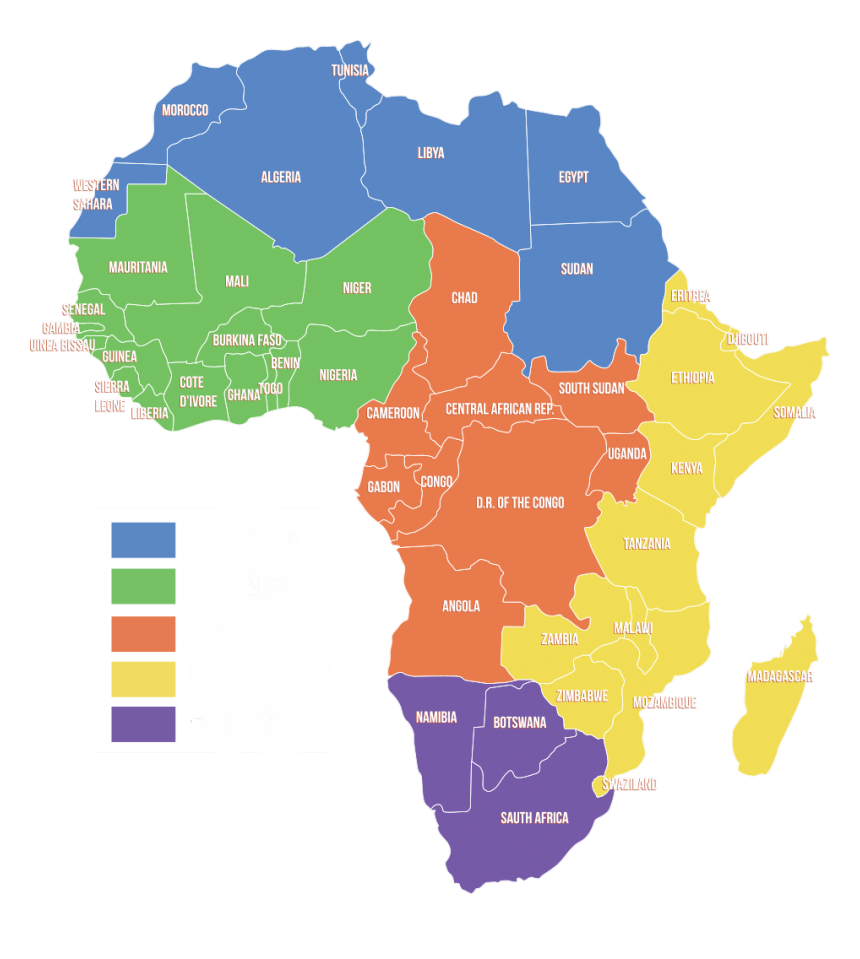 TUNISIA
MOROCCO
LIBYA
ALGERIA
EGYPT
WESTERN
SAHARA
MAURITANIA
SUDAN
MALI
NIGER
CHAD
ERITREA
SENEGAL
GAMBIA
UINEA BISSAU
BURKINA FASO
DJIBOUTI
GUINEA
BENIN
NIGERIA
ETHIOPIA
SIERRA
LEONE
COTE
D'IVORE
GHANA
TOGO
SOUTH SUDAN
LIBERIA
CAMEROON
CENTRAL AFRICAN REP.
SOMALIA
UGANDA
KENYA
GABON
CONGO
D.R. OF THE CONGO
TANZANIA
ANGOLA
MALAWI
ZAMBIA
MADAGASCAR
ZIMBABWE
MOZAMBIQUE
NAMIBIA
BOTSWANA
SWAZILAND
SAUTH AFRICA